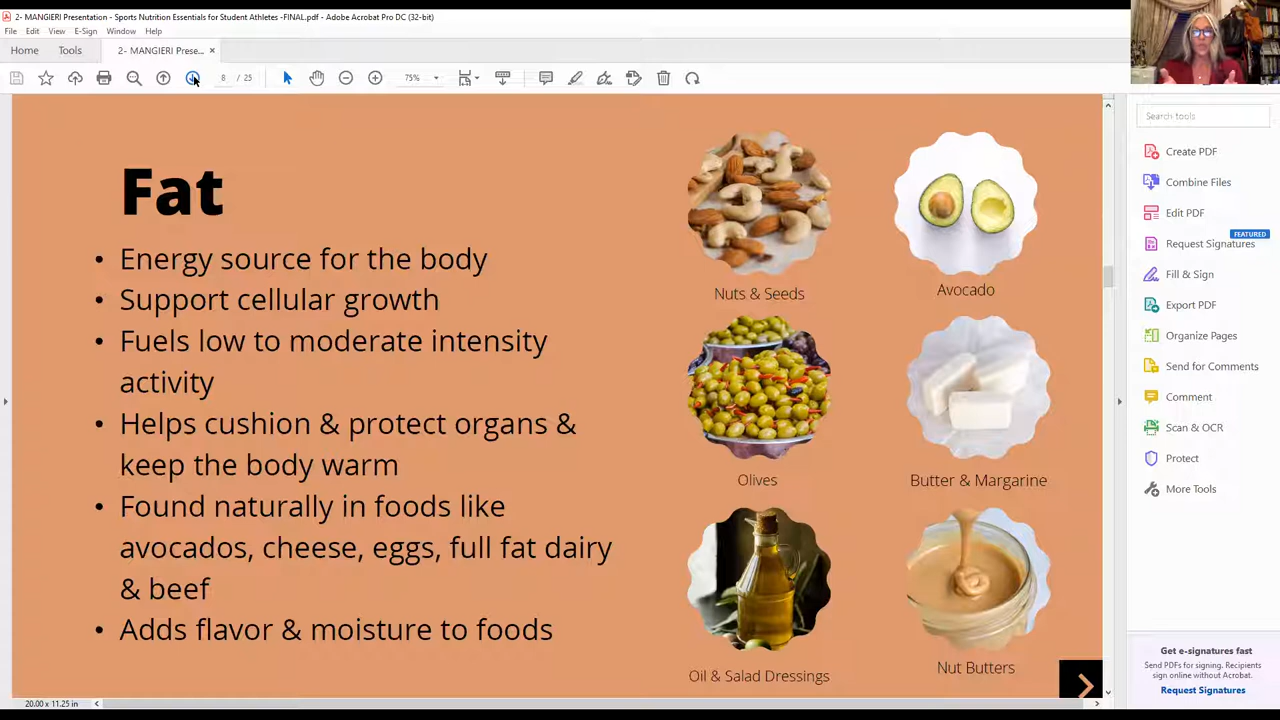 2- MANGIERI Presentation - Sports Nutrition Essentials for Student Athletes -FINAL.pdf - Adobe Acrobat Pro DC (32-bit)
File Edit View E-Sign Window Help
Home Tools 2- MANGIERI Prese... ×
8 / 25 75%
Search tools
Fat
• Energy source for the body
• Support cellular growth
• Fuels low to moderate intensity
activity
• Helps cushion & protect organs &
keep the body warm
• Found naturally in foods like
avocados, cheese, eggs, full fat dairy
& beef
• Adds flavor & moisture to foods
Nuts & Seeds
Avocado
Olives
Butter & Margarine
Oil & Salad Dressings
Nut Butters
Create PDF
Combine Files
Edit PDF
FEATURED
Request Signatures
Fill & Sign
Export PDF
Organize Pages
Send for Comments
Comment
Scan & OCR
Protect
More Tools
Get e-signatures fast
Send PDFs for signing. Recipients
sign online without Acrobat.
Request Signatures
20.00 x 11.25 in